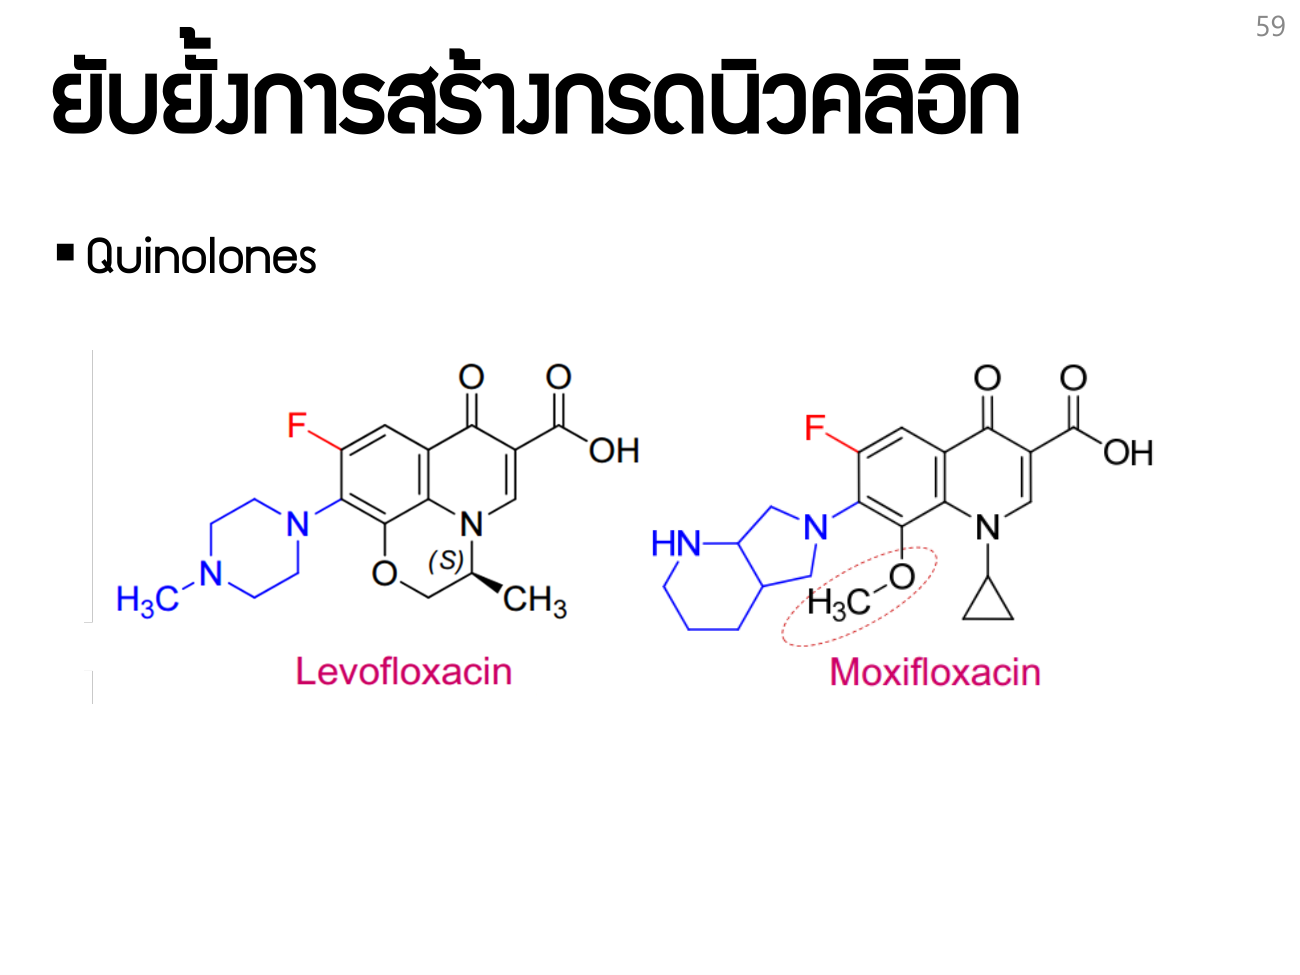 59
ยับยั้งการสร้างกรดนิวคลิอิก
▪ Quinolones
O O O O
F F
OH OH
N N HN N N N
O (S) O
H₃C CH₃ H₃C
Levofloxacin Moxifloxacin